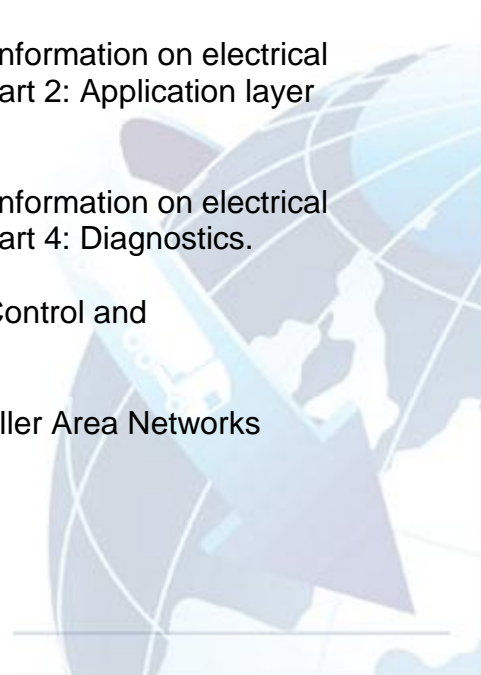 nformation on electrical
art 2: Application layer
nformation on electrical
art 4: Diagnostics.
Control and
ller Area Networks